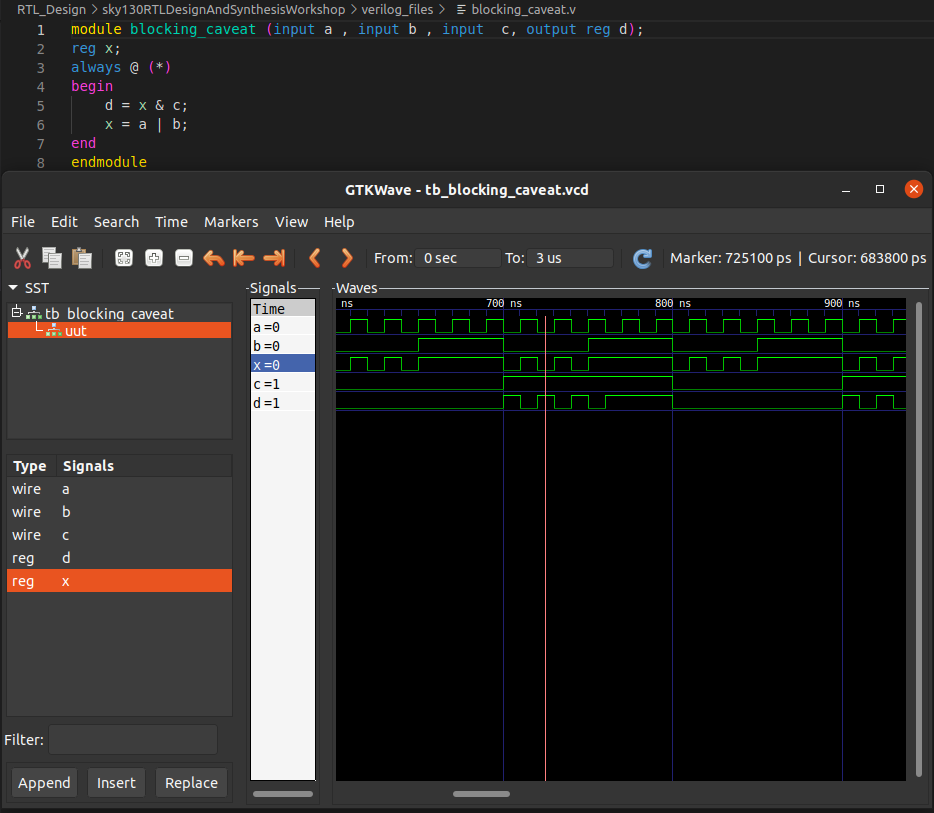 RTL_Design > sky130RTLDesignAndSynthesisWorkshop > verilog_files > blocking_caveat.v
1 module blocking_caveat (input a , input b , input  c, output reg d);
2 reg x;
3 always @ (*)
4 begin
5     d = x & c;
6     x = a | b;
7 end
8 endmodule
GTKWave - tb_blocking_caveat.vcd
File Edit Search Time Markers View Help
From: 0 sec To: 3 us Marker: 725100 ps | Cursor: 683800 ps
SST
tb_blocking_caveat
uut
Type Signals
wire a
wire b
wire c
reg d
reg x
Filter:
Append Insert Replace
Signals
Time
a=0
b=0
x=0
c=1
d=1
Waves
ns 700 ns 800 ns 900 ns